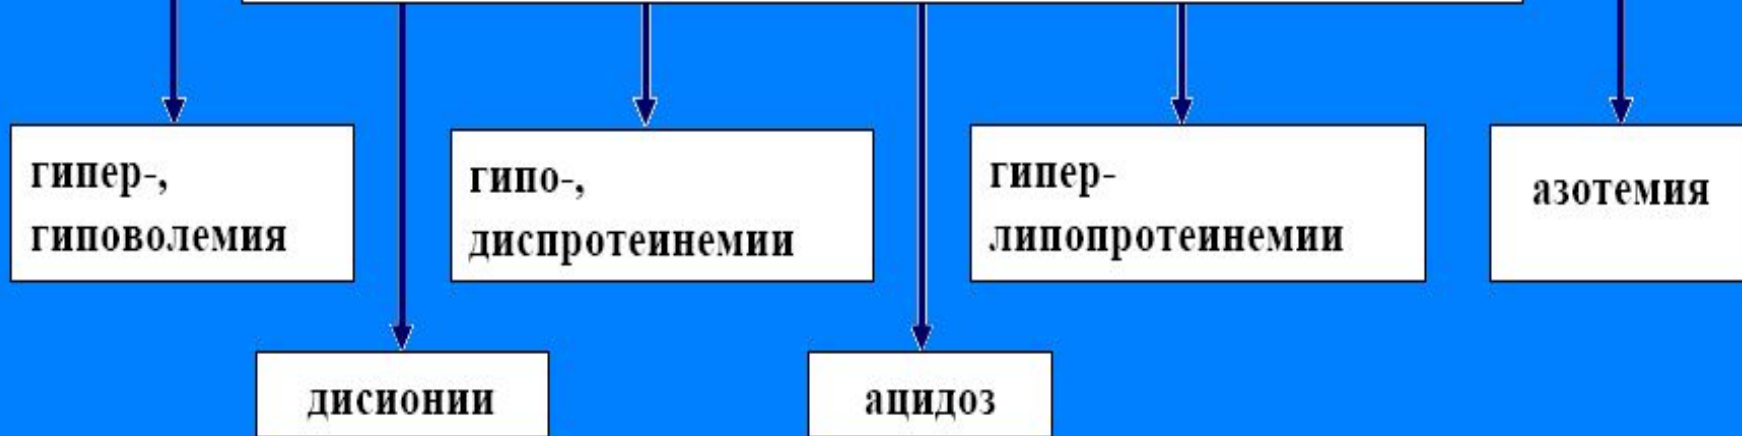 гипер-,
гиповолемия
гипо-,
диспротеинемии
гипер-
липопротеинемии
азотемия
дисионии
ацидоз